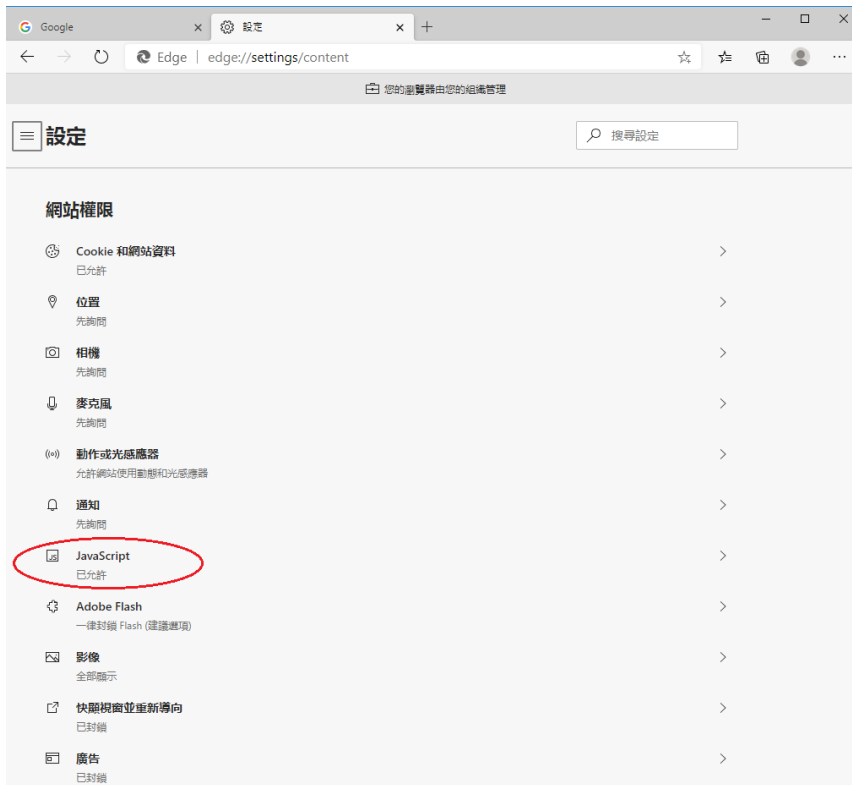 Google
設定
Edge | edge://settings/content
您的瀏覽器由您的組織管理
設定
搜尋設定
網站權限
Cookie 和網站資料
已允許
位置
先詢問
相機
先詢問
麥克風
先詢問
動作或光感應器
允許網站使用動態和光感應器
通知
先詢問
JS
JavaScript
已允許
Adobe Flash
一律封鎖 Flash (建議選項)
影像
全部顯示
快顯視窗並重新導向
已封鎖
廣告
已封鎖